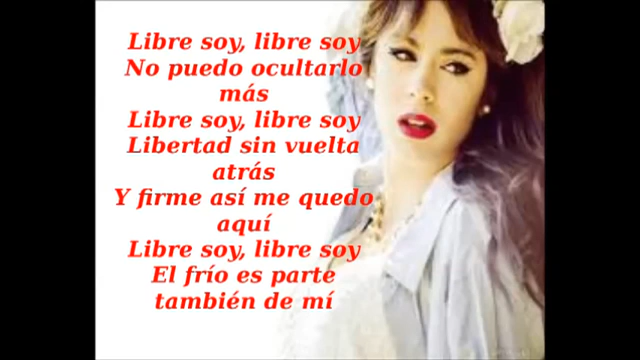 Libre soy, libre soy
No puedo ocultarlo
más
Libre soy, libre soy
Libertad sin vuelta
atrás
Y firme así me quedo
aquí
Libre soy, libre soy
El frío es parte
también de mí